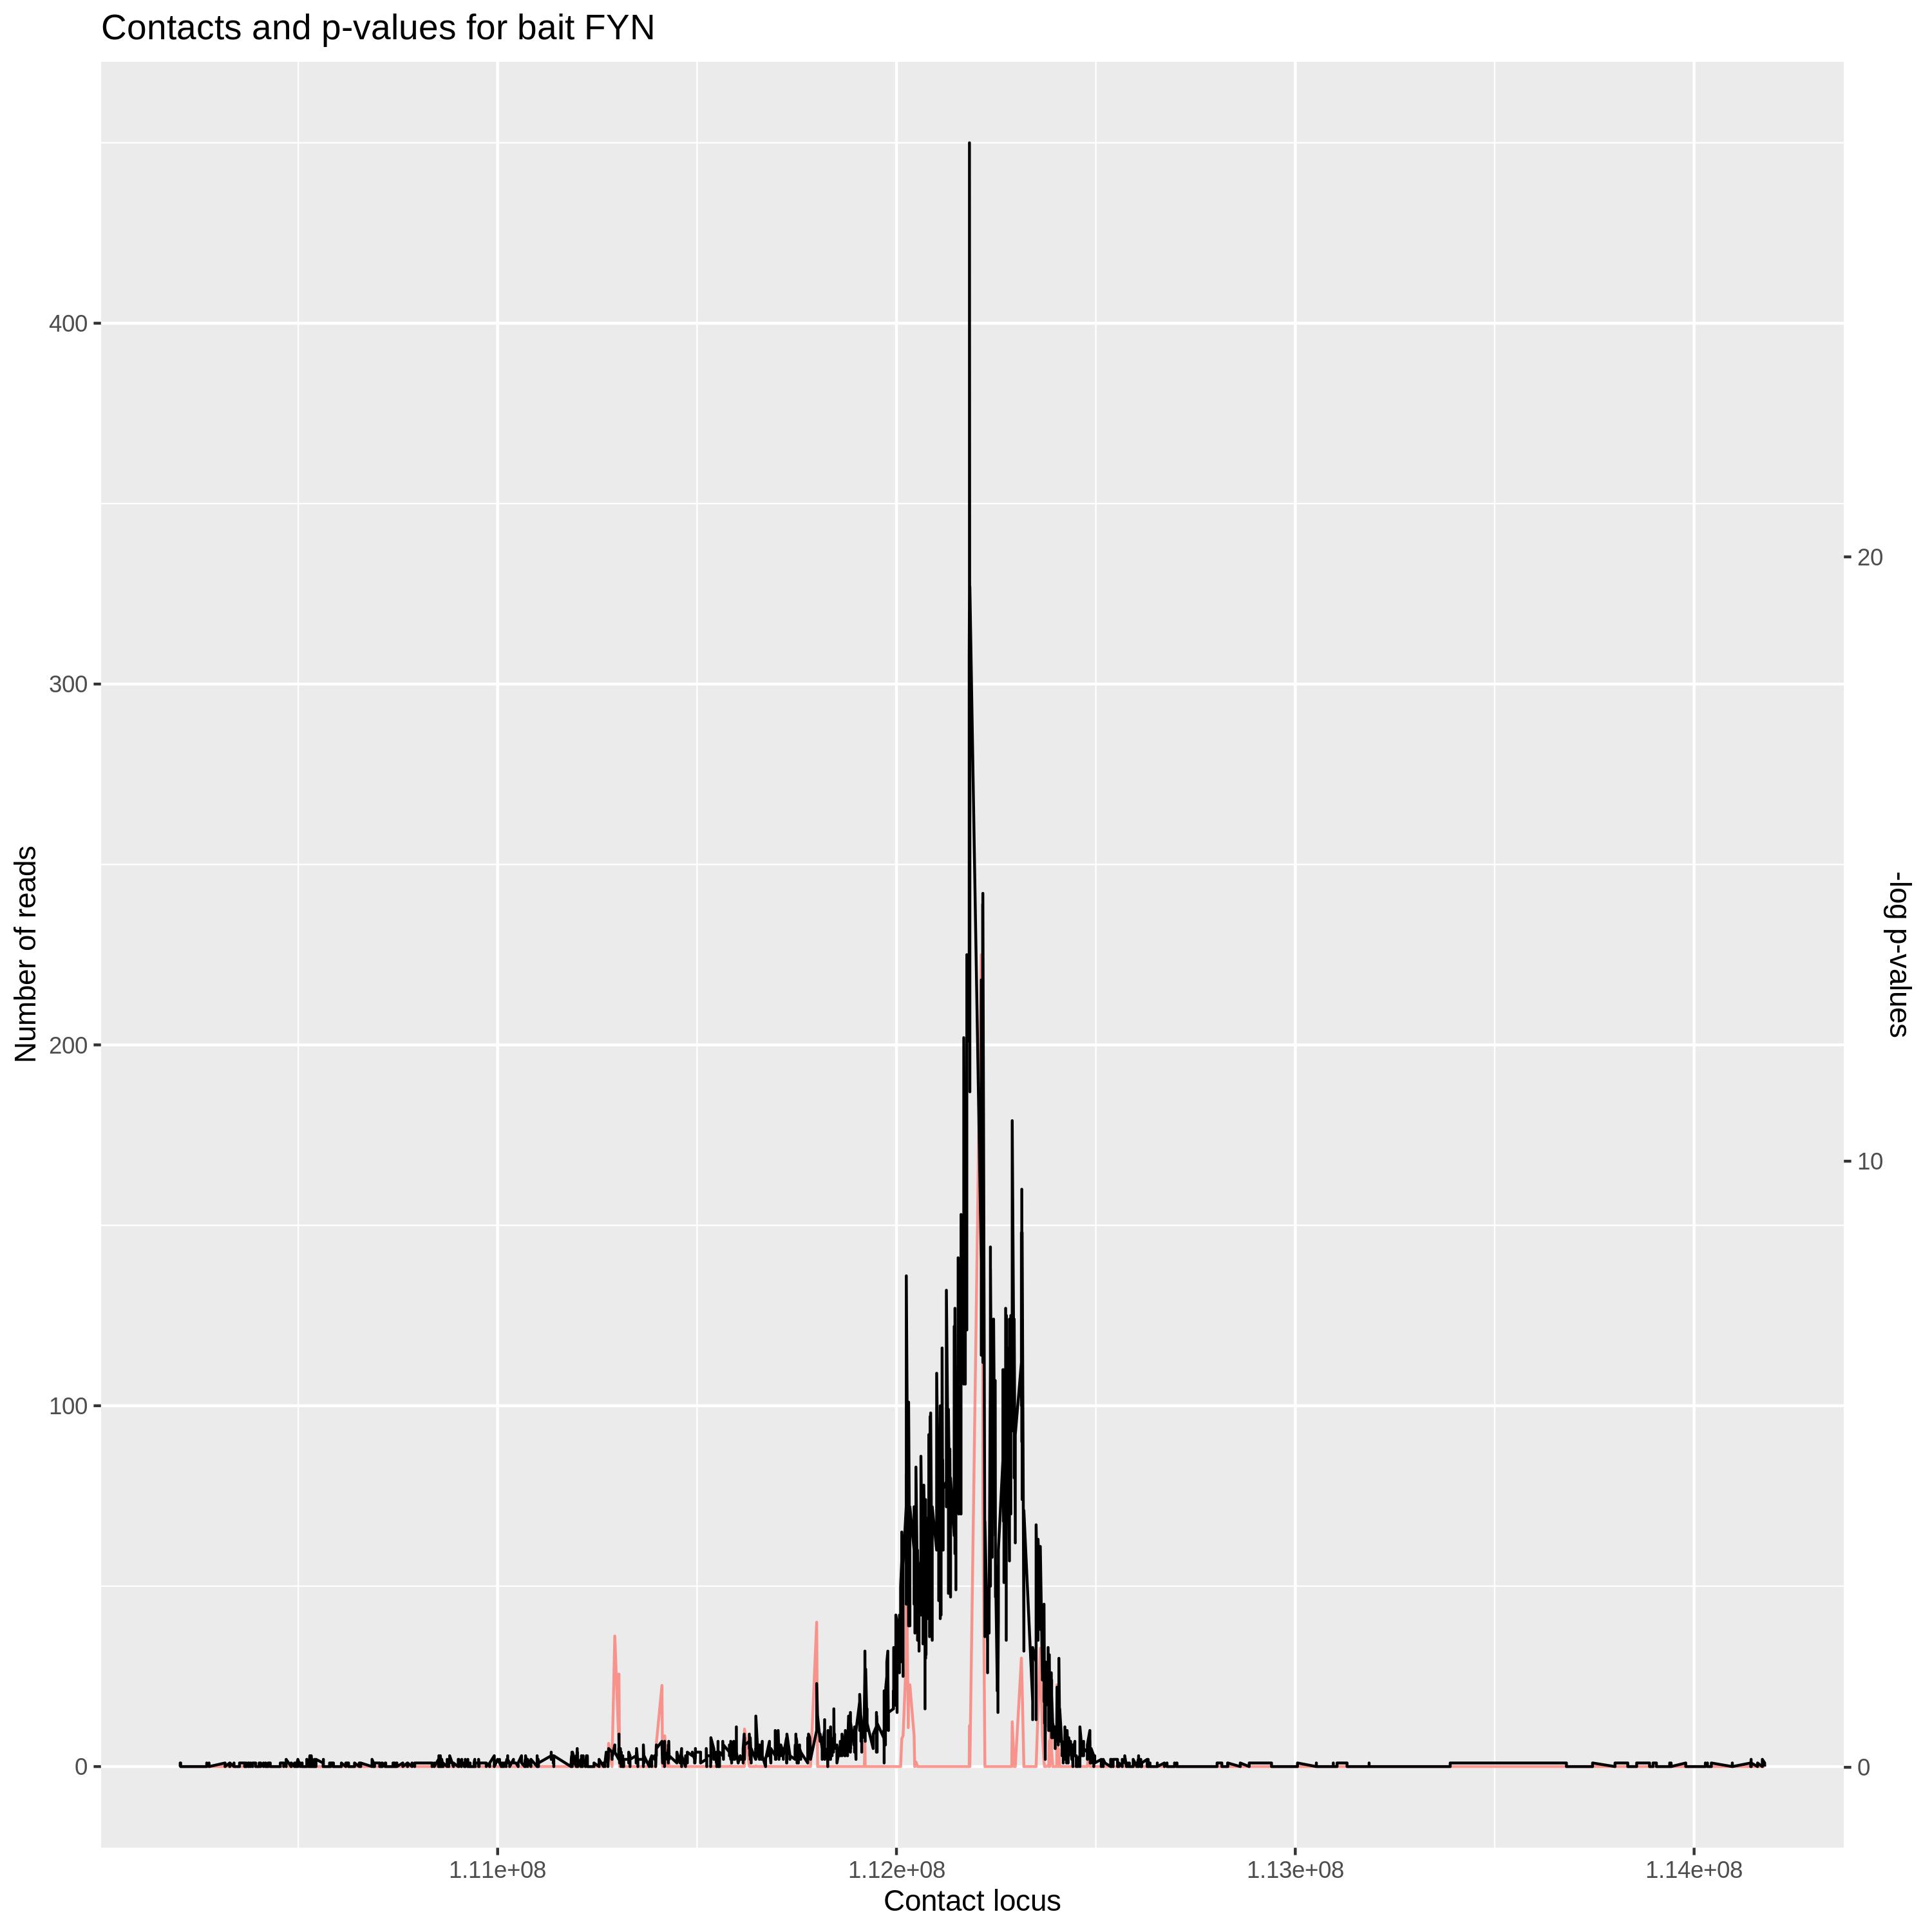 Contacts and p-values for bait FYN
400
300
200
100
0
Number of reads
20
10
0
-log p-values
1.11e+08
1.12e+08
1.13e+08
1.14e+08
Contact locus